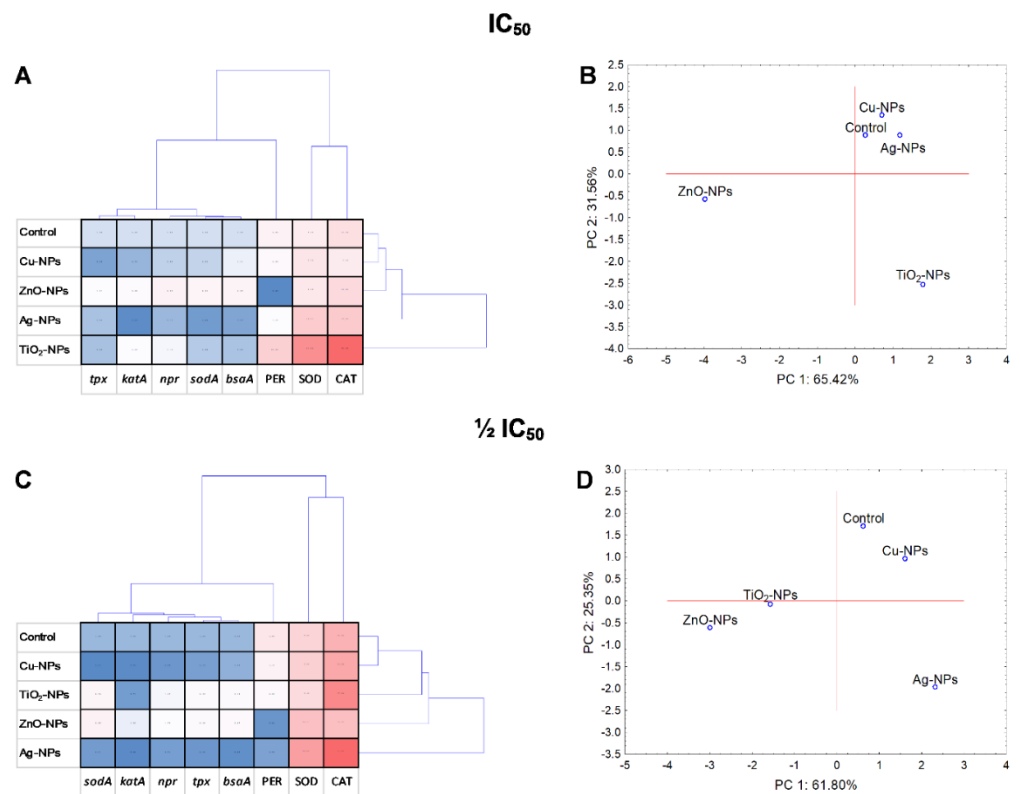 IC₅₀
A
Control
Cu-NPs
ZnO-NPs
Ag-NPs
TiO₂-NPs
tpx katA npr sodA bsaA PER SOD CAT
B
2.5
2.0
1.5
1.0
0.5
0.0
-0.5
-1.0
-1.5
-2.0
-2.5
-3.0
-3.5
PC 2: 31.56%
Cu-NPs
Control
Ag-NPs
ZnO-NPs
TiO₂-NPs
-6 -5 -4 -3 -2 -1 0 1 2 3 4
PC 1: 65.42%
½ IC₅₀
C
Control
Cu-NPs
TiO₂-NPs
ZnO-NPs
Ag-NPs
sodA katA npr tpx bsaA PER SOD CAT
D
3.0
2.5
2.0
1.5
1.0
0.5
0.0
-0.5
-1.0
-1.5
-2.0
-2.5
-3.0
-3.5
PC 2: 25.35%
Control
Cu-NPs
TiO₂-NPs
ZnO-NPs
Ag-NPs
-5 -4 -3 -2 -1 0 1 2 3 4
PC 1: 61.80%